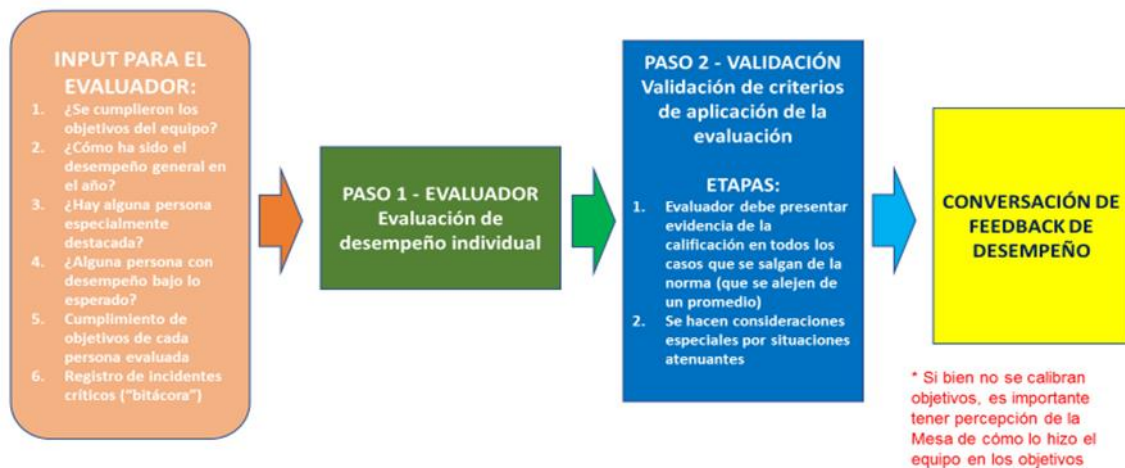 INPUT PARA EL
EVALUADOR:
1. ¿Se cumplieron los
objetivos del equipo?
2. ¿Cómo ha sido el
desempeño general en
el año?
3. ¿Hay alguna persona
especialmente
destacada?
4. ¿Alguna persona con
desempeño bajo lo
esperado?
5. Cumplimiento de
objetivos de cada
persona evaluada
6. Registro de incidentes
críticos ("bitácora")
PASO 1 - EVALUADOR
Evaluación de
desempeño individual
PASO 2 - VALIDACIÓN
Validación de criterios
de aplicación de la
evaluación
ETAPAS:
1. Evaluador debe presentar
evidencia de la
calificación en todos los
casos que se salgan de la
norma (que se alejen de
un promedio)
2. Se hacen consideraciones
especiales por situaciones
atenuantes
CONVERSACIÓN DE
FEEDBACK DE
DESEMPEÑO
* Si bien no se calibran
objetivos, es importante
tener percepción de la
Mesa de cómo lo hizo el
equipo en los objetivos